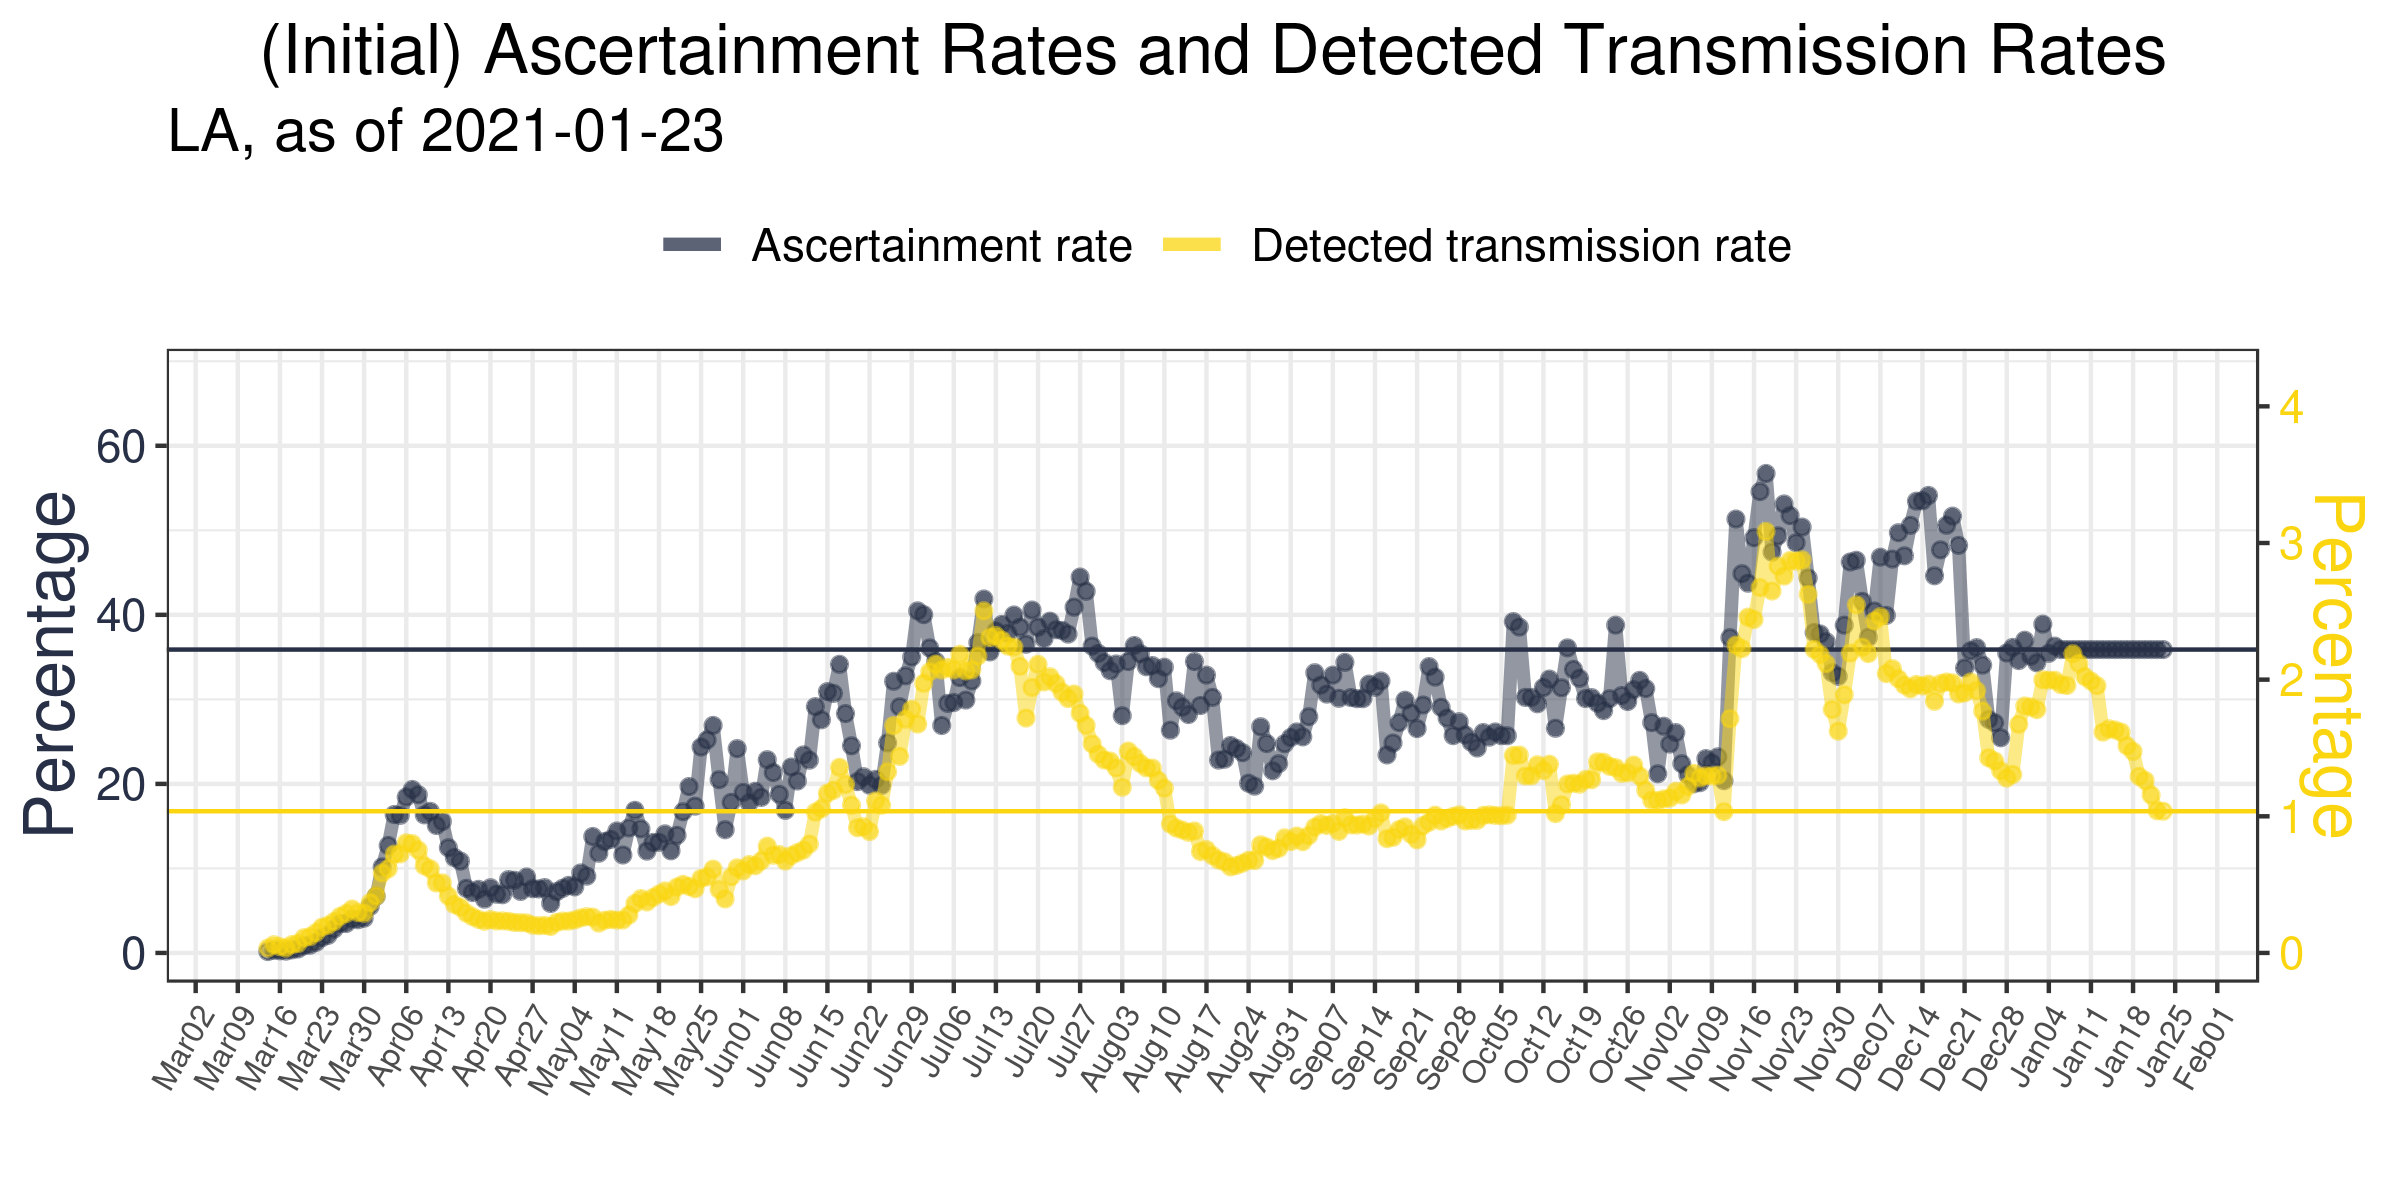 (Initial) Ascertainment Rates and Detected Transmission Rates
LA, as of 2021-01-23
Ascertainment rate
Detected transmission rate
Percentage
60
40
20
0
4
3
2
1
0
Percentage
Mar02
Mar09
Mar16
Mar23
Mar30
Apr06
Apr13
Apr20
Apr27
May04
May11
May18
May25
Jun01
Jun08
Jun15
Jun22
Jun29
Jul06
Jul13
Jul20
Jul27
Aug03
Aug10
Aug17
Aug24
Aug31
Sep07
Sep14
Sep21
Sep28
Oct05
Oct12
Oct19
Oct26
Nov02
Nov09
Nov16
Nov23
Nov30
Dec07
Dec14
Dec21
Dec28
Jan04
Jan11
Jan18
Jan25
Feb01